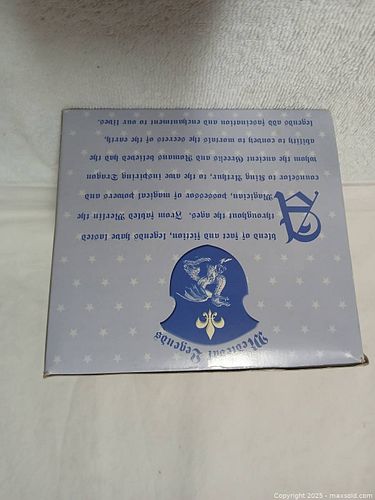 Medieval Legends
A
blend of fact and fiction, legends have lasted
throughout the ages. From fabled Merlin the
Magician, possessor of magical powers and
counselor to King Arthur, to the awe inspiring Dragon
whom the ancient Greeks and Romans believed had the
ability to convey to mortals the secrets of the earth,
legends add fascination and enchantment to our lives.
Copyright 2025 - maxsold.com